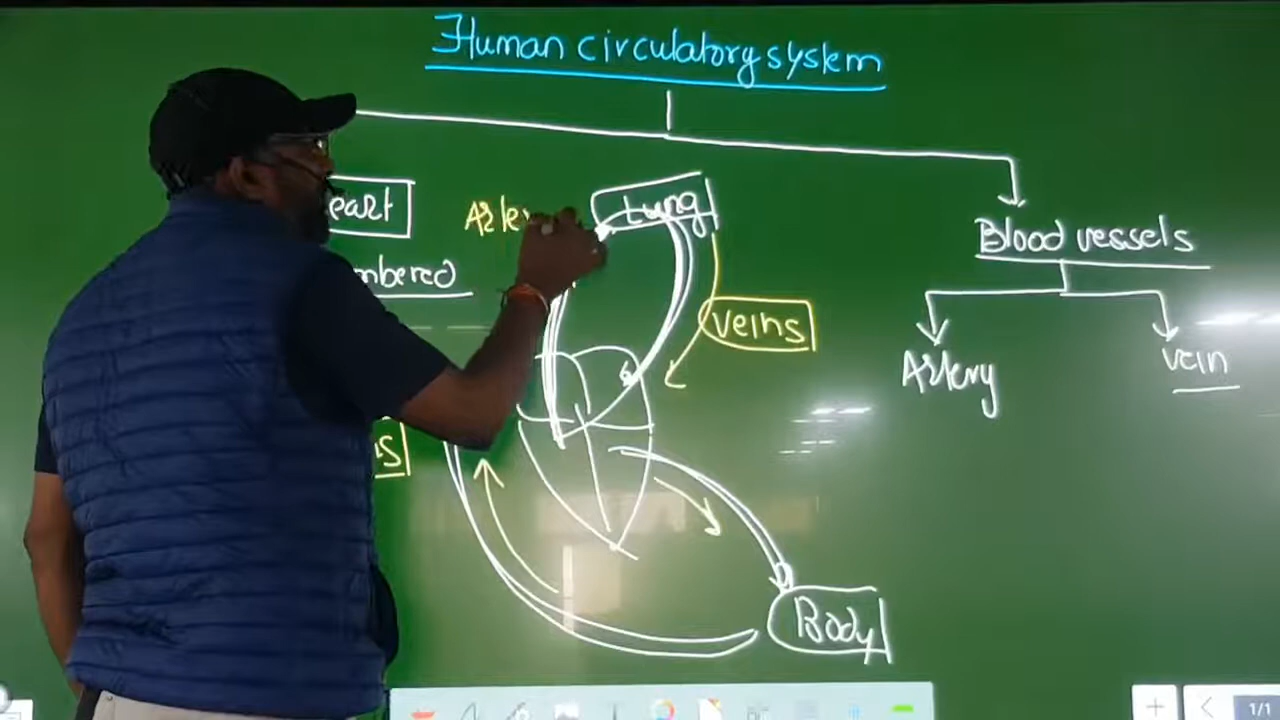 Human circulatory system
eart
Lung
mbered
Blood vessels
veins
Artery
vein
Body
1/1